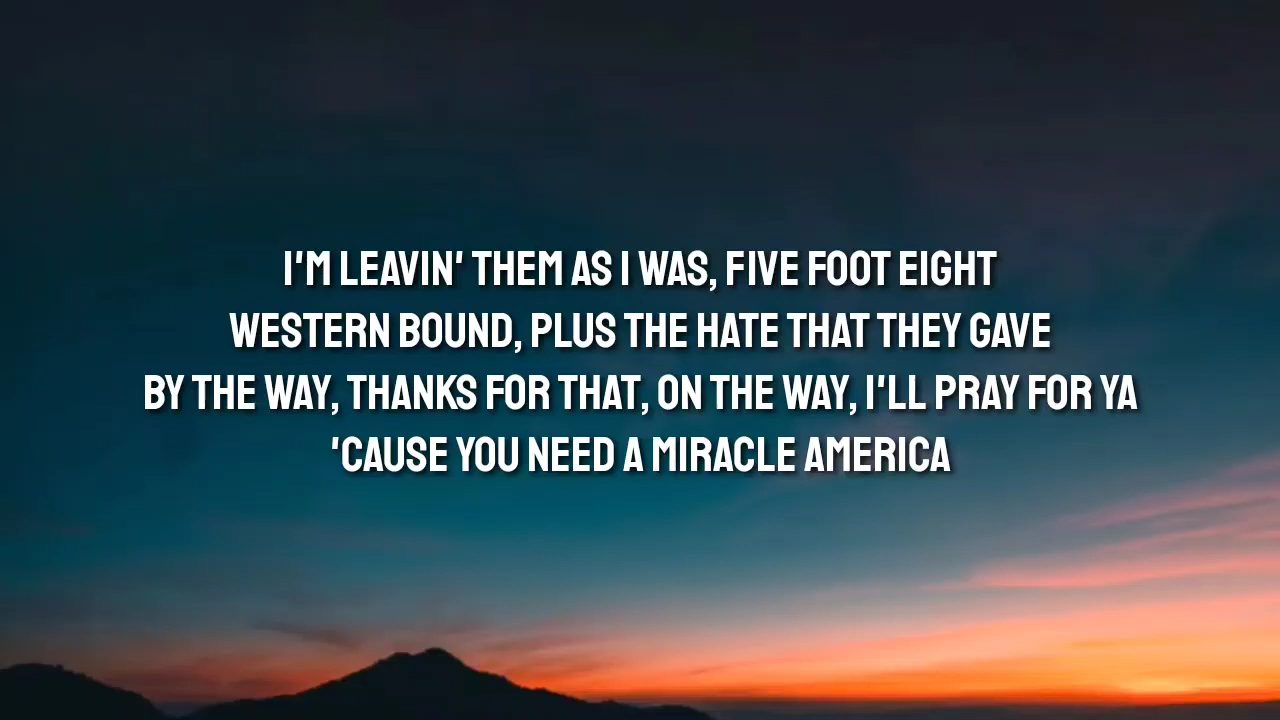 I'M LEAVIN' THEM AS I WAS, FIVE FOOT EIGHT
WESTERN BOUND, PLUS THE HATE THAT THEY GAVE
BY THE WAY, THANKS FOR THAT, ON THE WAY, I'LL PRAY FOR YA
'CAUSE YOU NEED A MIRACLE AMERICA